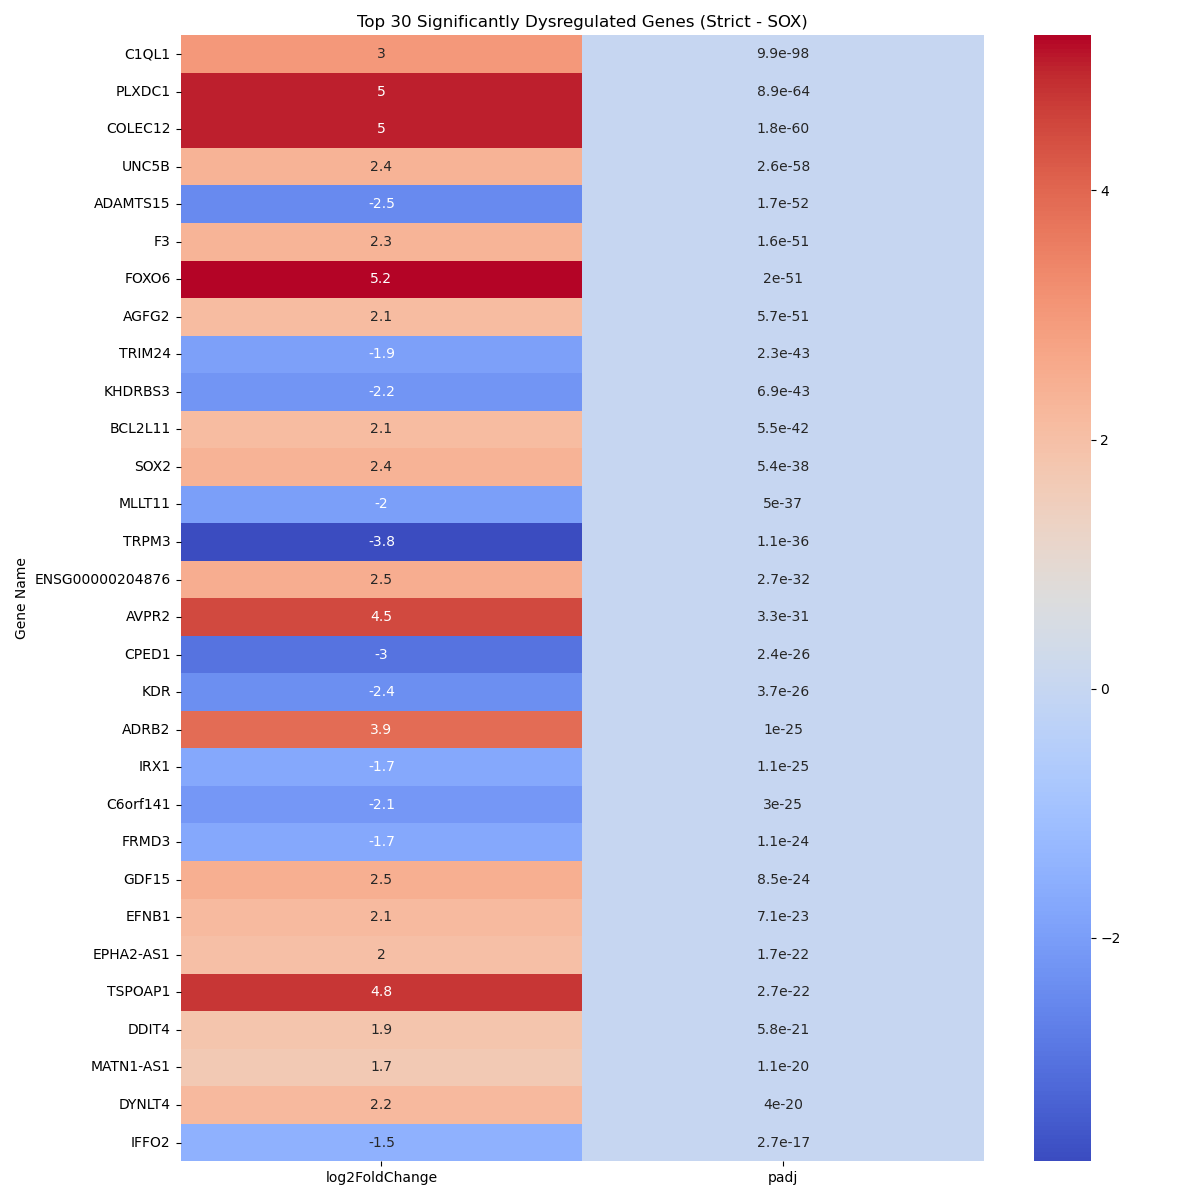 Top 30 Significantly Dysregulated Genes (Strict - SOX)
Gene Name
C1QL1 3 9.9e-98
PLXDC1 5 8.9e-64
COLEC12 5 1.8e-60
UNC5B 2.4 2.6e-58
ADAMTS15 -2.5 1.7e-52
F3 2.3 1.6e-51
FOXO6 5.2 2e-51
AGFG2 2.1 5.7e-51
TRIM24 -1.9 2.3e-43
KHDRBS3 -2.2 6.9e-43
BCL2L11 2.1 5.5e-42
SOX2 2.4 5.4e-38
MLLT11 -2 5e-37
TRPM3 -3.8 1.1e-36
ENSG00000204876 2.5 2.7e-32
AVPR2 4.5 3.3e-31
CPED1 -3 2.4e-26
KDR -2.4 3.7e-26
ADRB2 3.9 1e-25
IRX1 -1.7 1.1e-25
C6orf141 -2.1 3e-25
FRMD3 -1.7 1.1e-24
GDF15 2.5 8.5e-24
EFNB1 2.1 7.1e-23
EPHA2-AS1 2 1.7e-22
TSPOAP1 4.8 2.7e-22
DDIT4 1.9 5.8e-21
MATN1-AS1 1.7 1.1e-20
DYNLT4 2.2 4e-20
IFFO2 -1.5 2.7e-17
log2FoldChange padj
4
2
0
−2